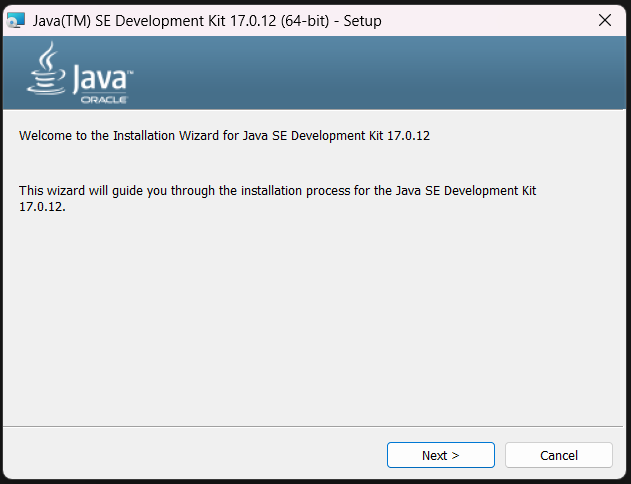 Java(TM) SE Development Kit 17.0.12 (64-bit) - Setup
Java™
ORACLE
Welcome to the Installation Wizard for Java SE Development Kit 17.0.12
This wizard will guide you through the installation process for the Java SE Development Kit
17.0.12.
Next >
Cancel